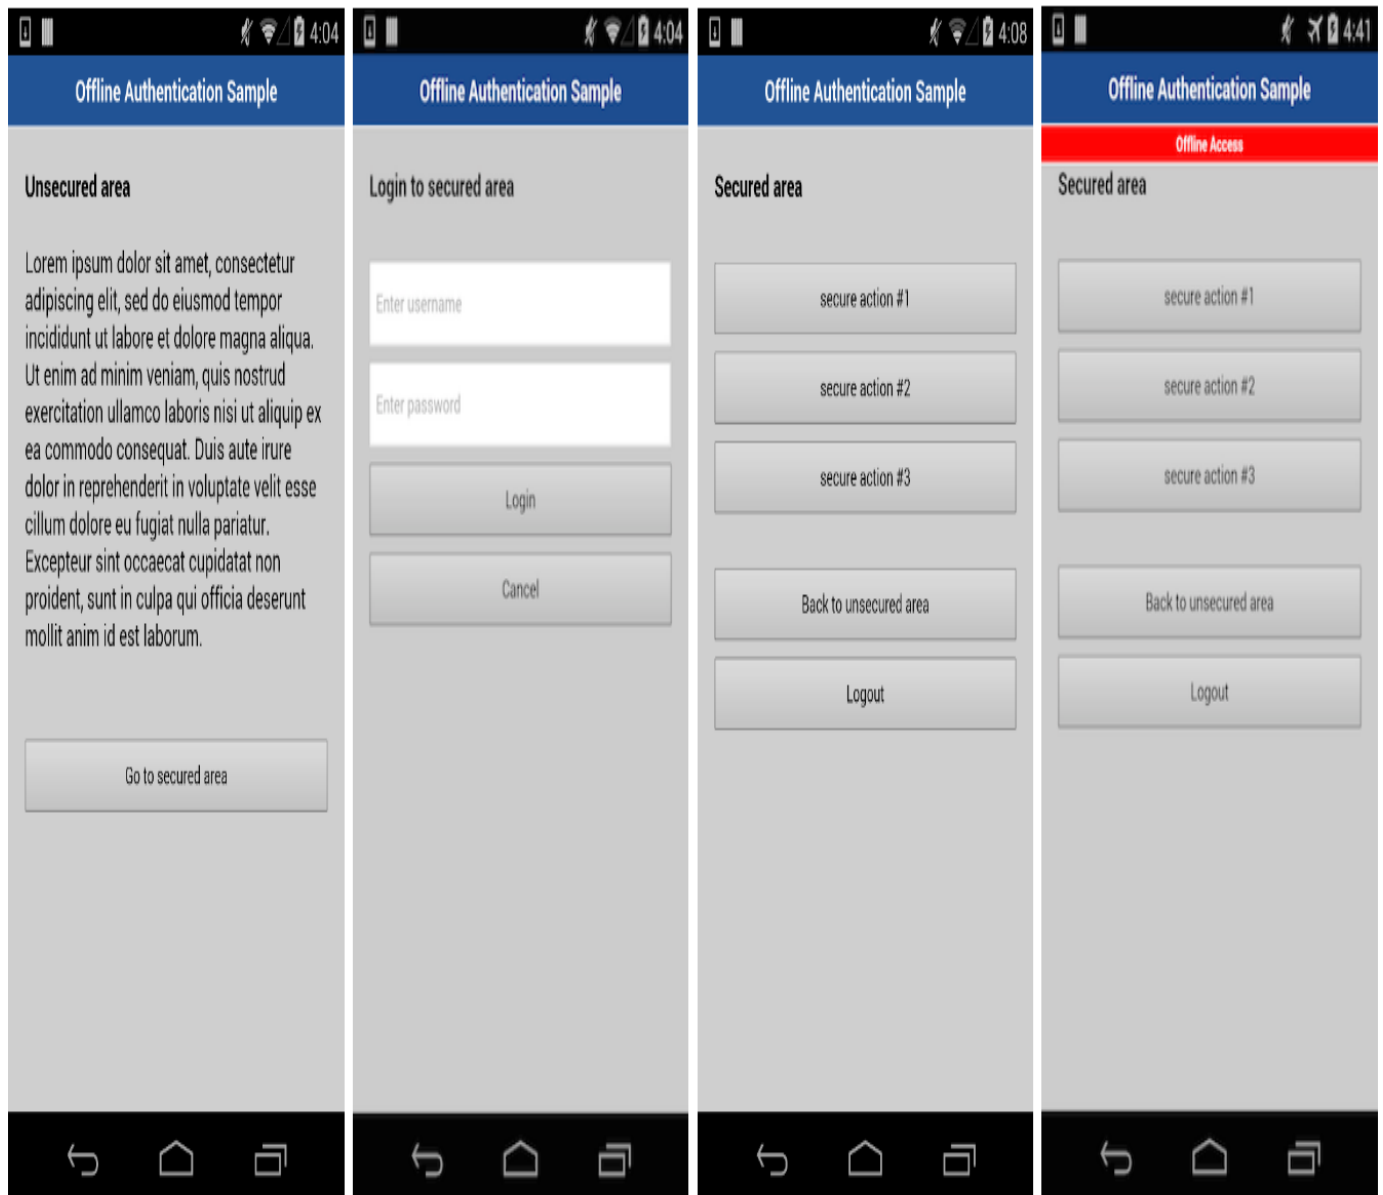 4:04
Offline Authentication Sample
Unsecured area
Lorem ipsum dolor sit amet, consectetur
adipiscing elit, sed do eiusmod tempor
incididunt ut labore et dolore magna aliqua.
Ut enim ad minim veniam, quis nostrud
exercitation ullamco laboris nisi ut aliquip ex
ea commodo consequat. Duis aute irure
dolor in reprehenderit in voluptate velit esse
cillum dolore eu fugiat nulla pariatur.
Excepteur sint occaecat cupidatat non
proident, sunt in culpa qui officia deserunt
mollit anim id est laborum.
Go to secured area
4:04
Offline Authentication Sample
Login to secured area
Enter username
Enter password
Login
Cancel
4:08
Offline Authentication Sample
Secured area
secure action #1
secure action #2
secure action #3
Back to unsecured area
Logout
4:41
Offline Authentication Sample
Offline Access
Secured area
secure action #1
secure action #2
secure action #3
Back to unsecured area
Logout